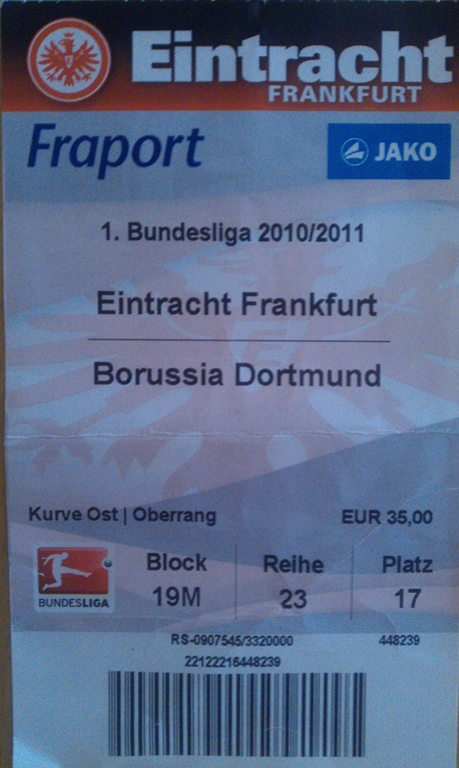 Eintracht
FRANKFURT
Fraport
JAKO
1. Bundesliga 2010/2011
Eintracht Frankfurt
Borussia Dortmund
Kurve Ost | Oberrang
EUR 35,00
Block
Reihe
Platz
19M
23
17
BUNDESLIGA
RS-0907545/3320000
448239
22122216448239